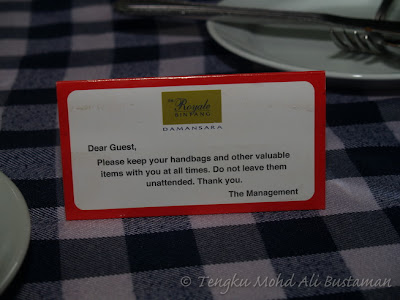 The
Royale
BINTANG
DAMANSARA
Dear Guest,
Please keep your handbags and other valuable
items with you at all times. Do not leave them
unattended. Thank you.
The Management
© Tengku Mohd Ali Bustaman